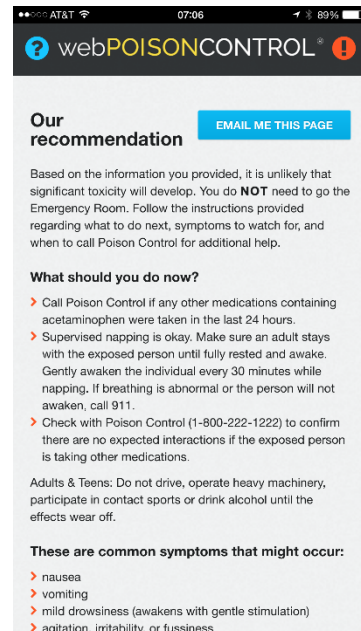 AT&T 07:06 89%
? webPOISONCONTROL® !
Our
recommendation
EMAIL ME THIS PAGE
Based on the information you provided, it is unlikely that
significant toxicity will develop. You do NOT need to go the
Emergency Room. Follow the instructions provided
regarding what to do next, symptoms to watch for, and
when to call Poison Control for additional help.
What should you do now?
Call Poison Control if any other medications containing
acetaminophen were taken in the last 24 hours.
Supervised napping is okay. Make sure an adult stays
with the exposed person until fully rested and awake.
Gently awaken the individual every 30 minutes while
napping. If breathing is abnormal or the person will not
awaken, call 911.
Check with Poison Control (1-800-222-1222) to confirm
there are no expected interactions if the exposed person
is taking other medications.
Adults & Teens: Do not drive, operate heavy machinery,
participate in contact sports or drink alcohol until the
effects wear off.
These are common symptoms that might occur:
nausea
vomiting
mild drowsiness (awakens with gentle stimulation)
agitation, irritability, or fussiness